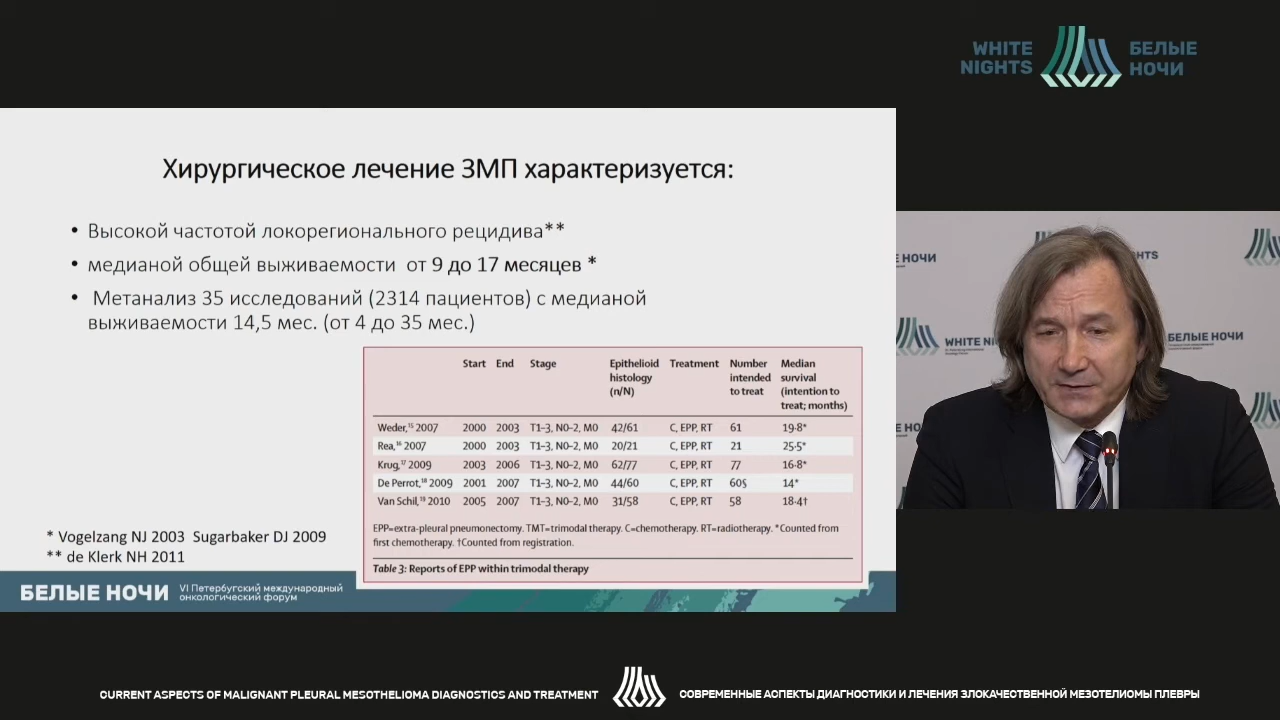 WHITE NIGHTS
БЕЛЫЕ НОЧИ
Хирургическое лечение ЗМП характеризуется:
• Высокой частотой локорегионального рецидива**
• медианой общей выживаемости от 9 до 17 месяцев *
• Метанализ 35 исследований (2314 пациентов) с медианой
выживаемости 14,5 мес. (от 4 до 35 мес.)
Start End Stage Epithelioid histology (n/N) Treatment Number intended to treat Median survival (intention to treat; months)
Weder,¹⁵ 2007 2000 2003 T1–3, N0–2, M0 42/61 C, EPP, RT 61 19·8*
Rea,¹⁶ 2007 2000 2003 T1–3, N0–2, M0 20/21 C, EPP, RT 21 25·5*
Krug,¹⁷ 2009 2003 2006 T1–3, N0–2, M0 62/77 C, EPP, RT 77 16·8*
De Perrot,¹⁸ 2009 2001 2007 T1–3, N0–2, M0 44/60 C, EPP, RT 60§ 14*
Van Schil,¹⁹ 2010 2005 2007 T1–3, N0–2, M0 31/58 C, EPP, RT 58 18·4†
EPP=extra-pleural pneumonectomy. TMT=trimodal therapy. C=chemotherapy. RT=radiotherapy. *Counted from
first chemotherapy. †Counted from registration.
Table 3: Reports of EPP within trimodal therapy
* Vogelzang NJ 2003 Sugarbaker DJ 2009
** de Klerk NH 2011
БЕЛЫЕ НОЧИ
VI Петербургский международный
онкологический форум
БЕЛЫЕ НОЧИ
WHITE NIGHTS
CURRENT ASPECTS OF MALIGNANT PLEURAL MESOTHELIOMA DIAGNOSTICS AND TREATMENT
СОВРЕМЕННЫЕ АСПЕКТЫ ДИАГНОСТИКИ И ЛЕЧЕНИЯ ЗЛОКАЧЕСТВЕННОЙ МЕЗОТЕЛИОМЫ ПЛЕВРЫ